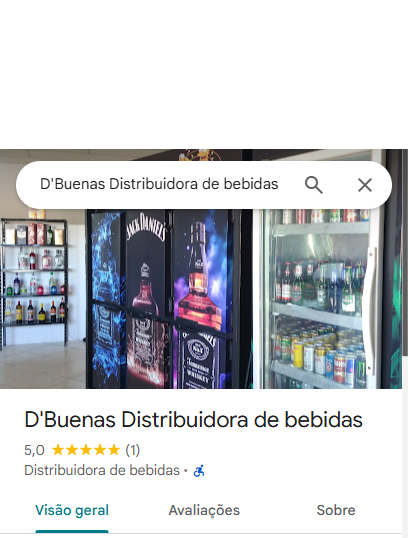 D'Buenas Distribuidora de bebidas
JACK DANIEL'S
D'Buenas Distribuidora de bebidas
5,0 ★★★★★ (1)
Distribuidora de bebidas ·
Visão geral
Avaliações
Sobre